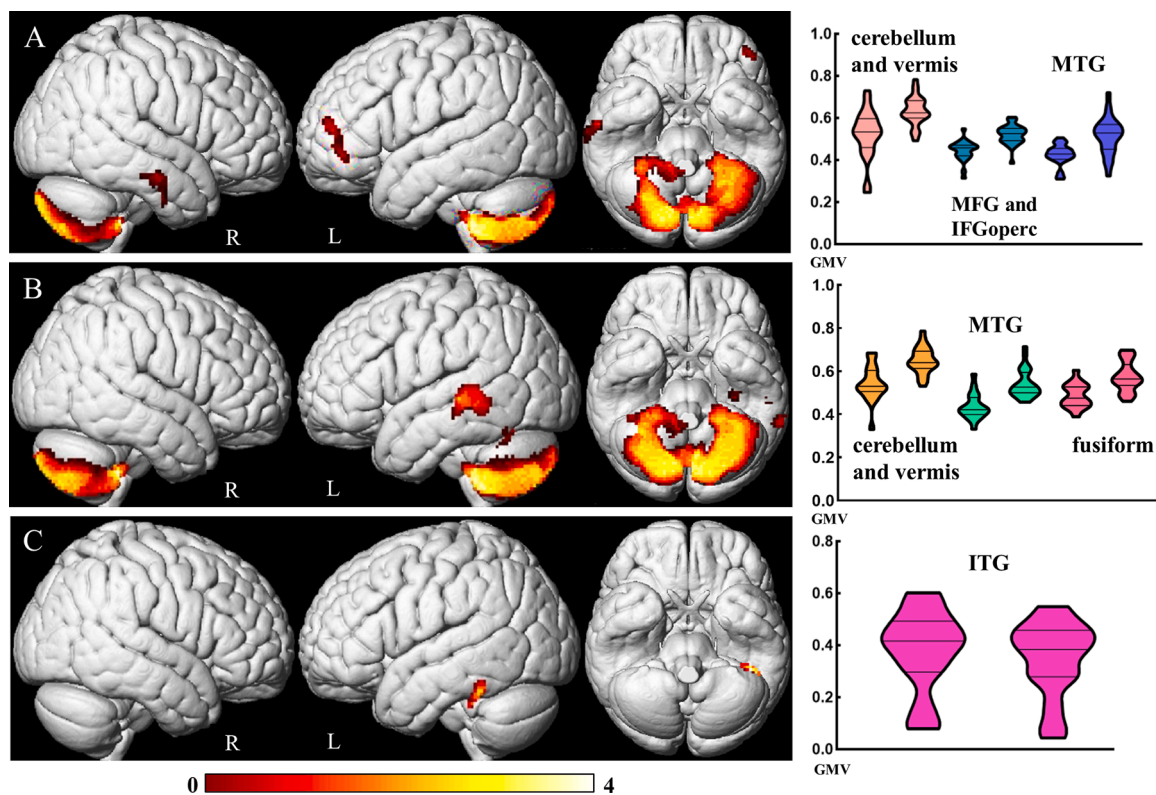 A
R
L
1.0
0.8
0.6
0.4
0.2
0.0
GMV
cerebellum
and vermis
MTG
MFG and
IFGoperc
B
R
L
1.0
0.8
0.6
0.4
0.2
0.0
GMV
MTG
cerebellum
and vermis
fusiform
C
R
L
0.8
0.6
0.4
0.2
0.0
GMV
ITG
0
4